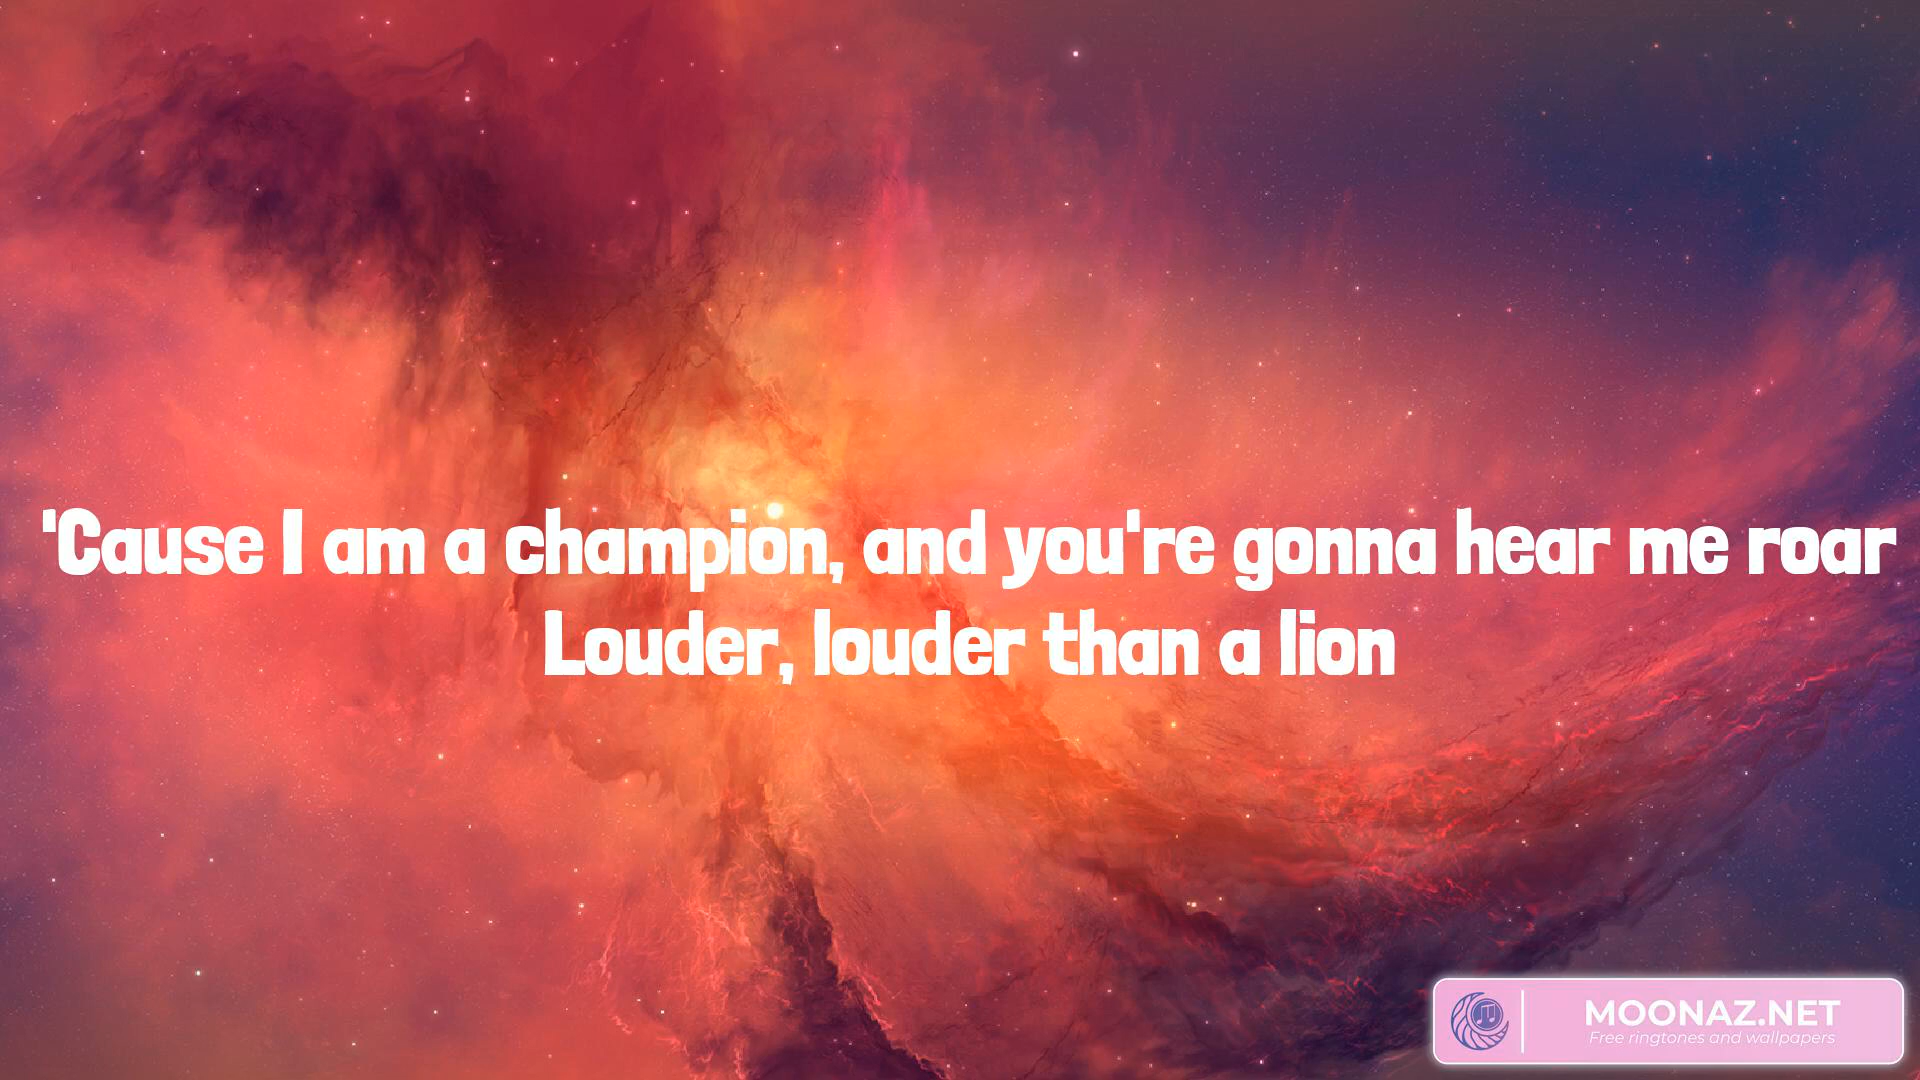 'Cause I am a champion, and you're gonna hear me roar
Louder, louder than a lion
MOONAZ.NET
Free ringtones and wallpapers